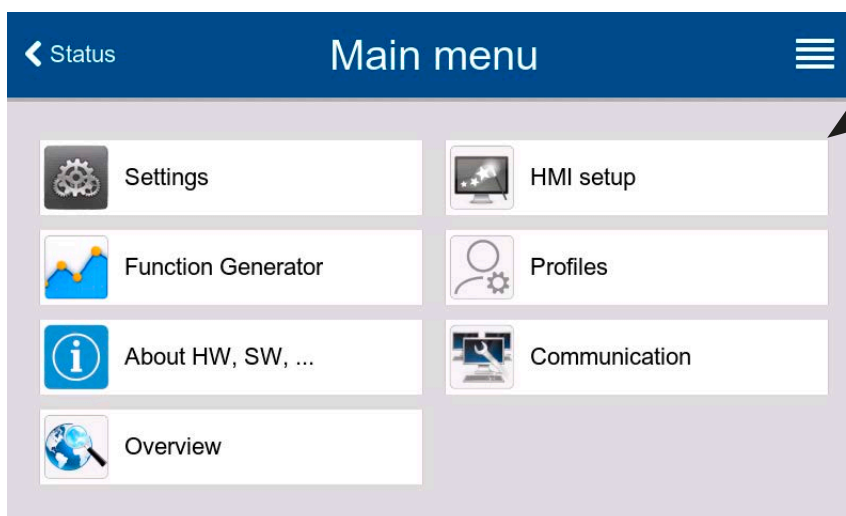 Status
Main menu
Settings
HMI setup
Function Generator
Profiles
About HW, SW, ...
Communication
Overview